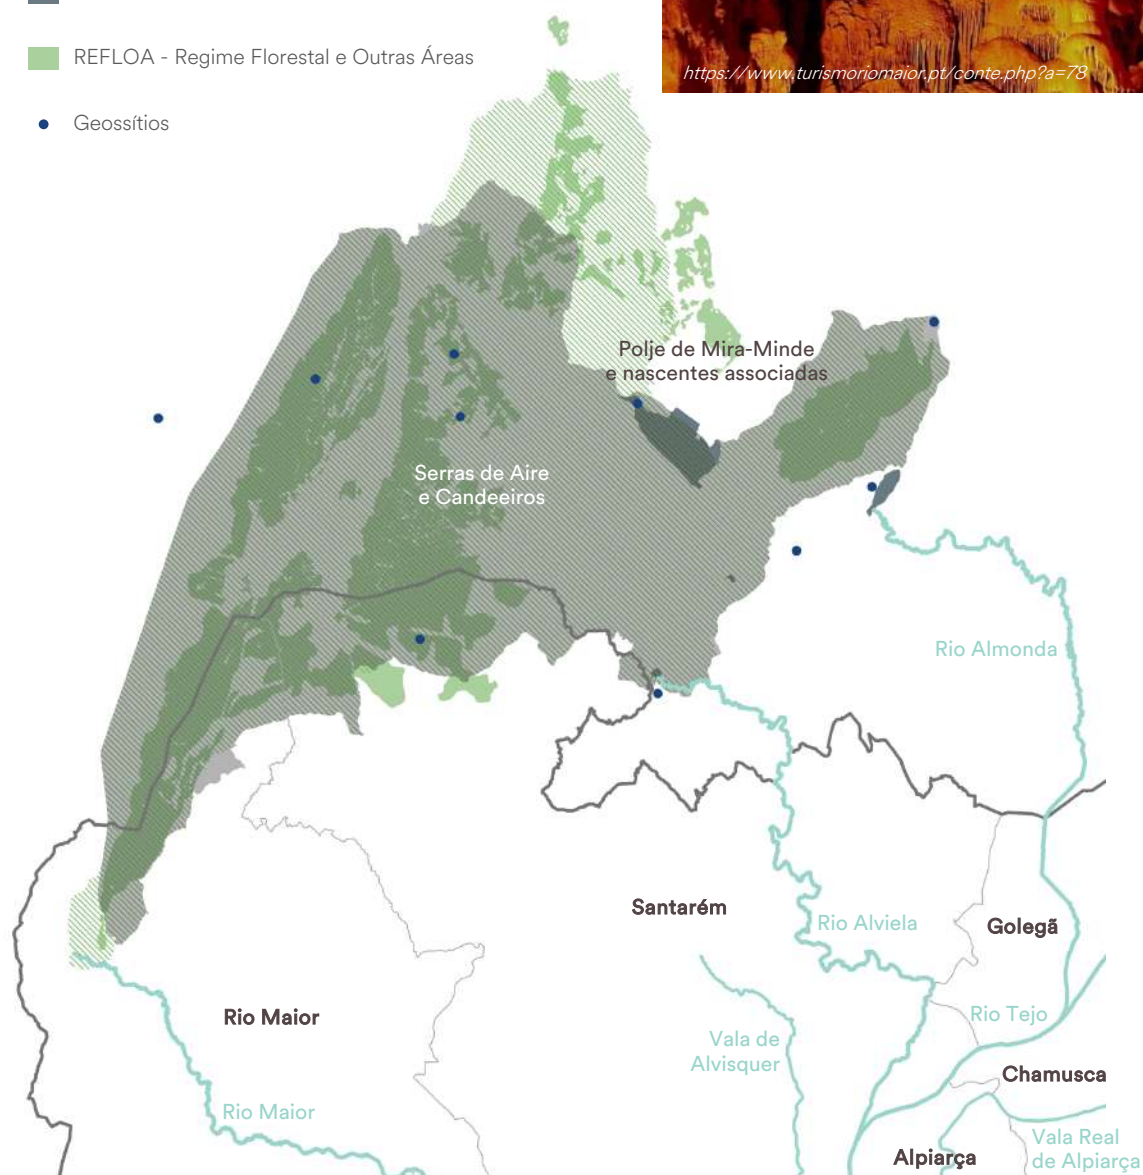 REFLOA - Regime Florestal e Outras Áreas
https://www.turismoriomaior.pt/conte.php?a=78
Geossítios
Polje de Mira-Minde
e nascentes associadas
Serras de Aire
e Candeeiros
Rio Almonda
Santarém
Rio Alviela
Golegã
Rio Maior
Rio Tejo
Vala de
Alvisquer
Chamusca
Rio Maior
Vala Real
de Alpiarça
Alpiarça